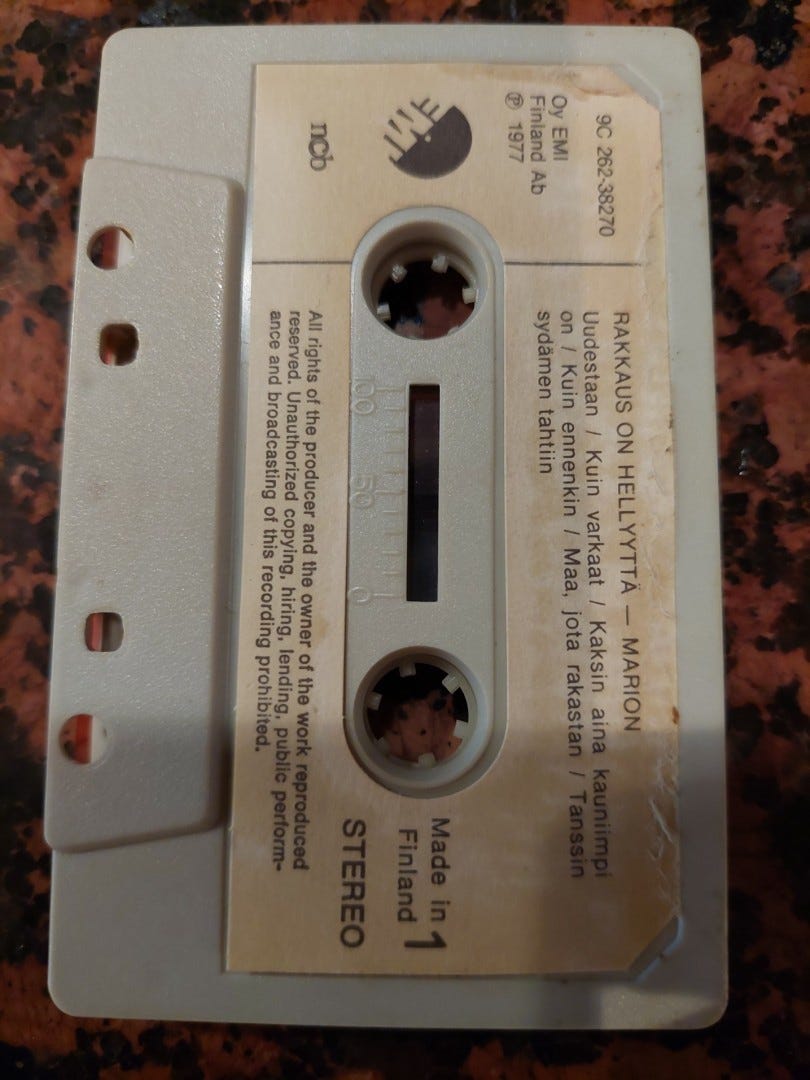 9C 262-38270
Oy EMI
Finland Ab
℗ 1977
EMI
ncb
RAKKAUS ON HELLYYTTÄ — MARION
Uudestaan / Kuin varkaat / Kaksin aina kauniimpi
on / Kuin ennenkin / Maa, jota rakastan / Tanssin
sydämen tahtiin
100 50 0
Made in
Finland
1
STEREO
All rights of the producer and the owner of the work reproduced
reserved. Unauthorized copying, hiring, lending, public perform-
ance and broadcasting of this recording prohibited.